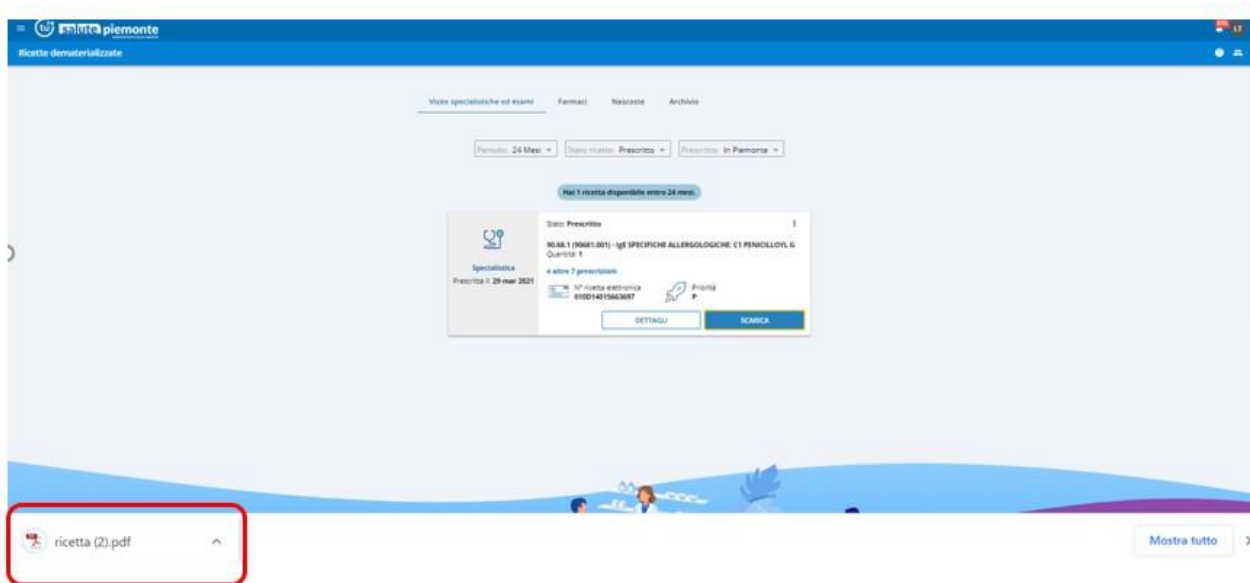 tu salute piemonte
Ricette dematerializzate
Visite specialistiche ed esami Farmaci Nascoste Archivio
Periodo: 24 Mesi Stato ricette: Prescritto Prescritto: In Piemonte
Hai 1 ricetta disponibile entro 24 mesi.
Stato: Prescritto
90.68.1 (90681.001) - IgE SPECIFICHE ALLERGOLOGICHE: C1 PENICILLOYL G
Quantità: 1
Specialistica
e altre 7 prescrizioni
Prescritta il: 29 mar 2021
N° ricetta elettronica Priorità
010D14015663697 P
DETTAGLI SCARICA
ricetta (2).pdf Mostra tutto